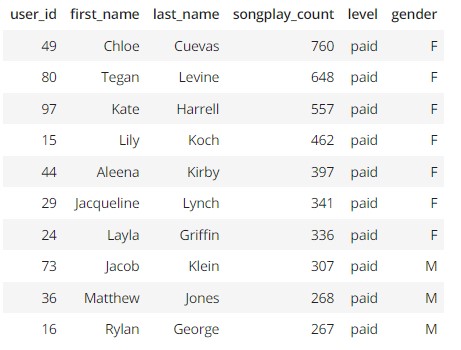 user_id first_name last_name songplay_count level gender
49 Chloe Cuevas 760 paid F
80 Tegan Levine 648 paid F
97 Kate Harrell 557 paid F
15 Lily Koch 462 paid F
44 Aleena Kirby 397 paid F
29 Jacqueline Lynch 341 paid F
24 Layla Griffin 336 paid F
73 Jacob Klein 307 paid M
36 Matthew Jones 268 paid M
16 Rylan George 267 paid M